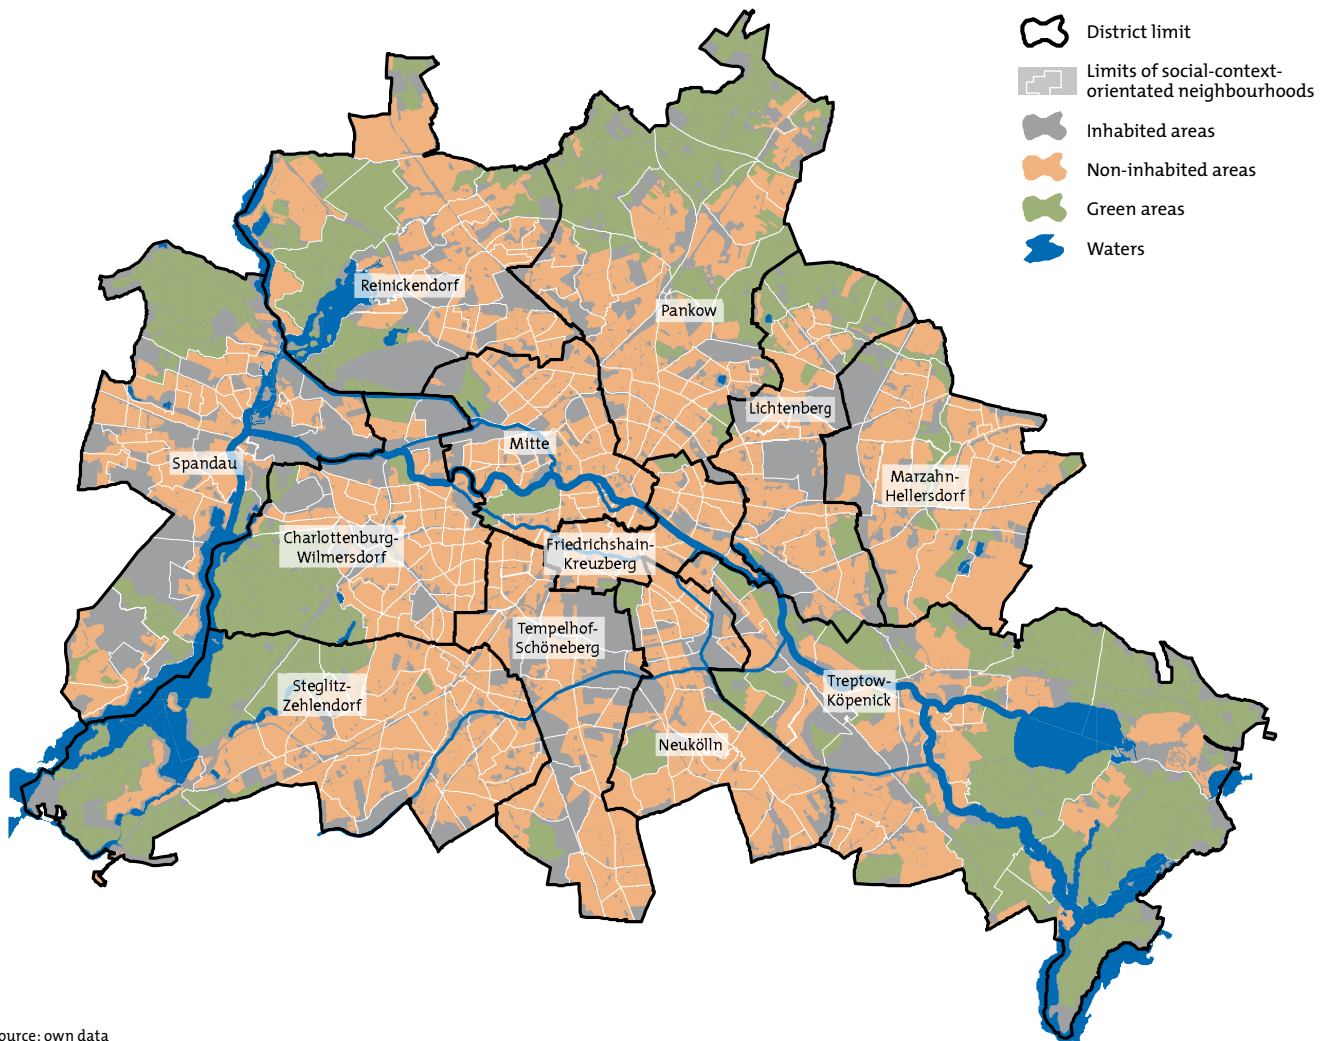 District limit
Limits of social-context-
orientated neighbourhoods
Inhabited areas
Non-inhabited areas
Green areas
Waters
Reinickendorf
Pankow
Lichtenberg
Mitte
Spandau
Marzahn-
Hellersdorf
Charlottenburg-
Wilmersdorf
Friedrichshain-
Kreuzberg
Tempelhof-
Schöneberg
Steglitz-
Zehlendorf
Treptow-
Köpenick
Neukölln
ource: own data